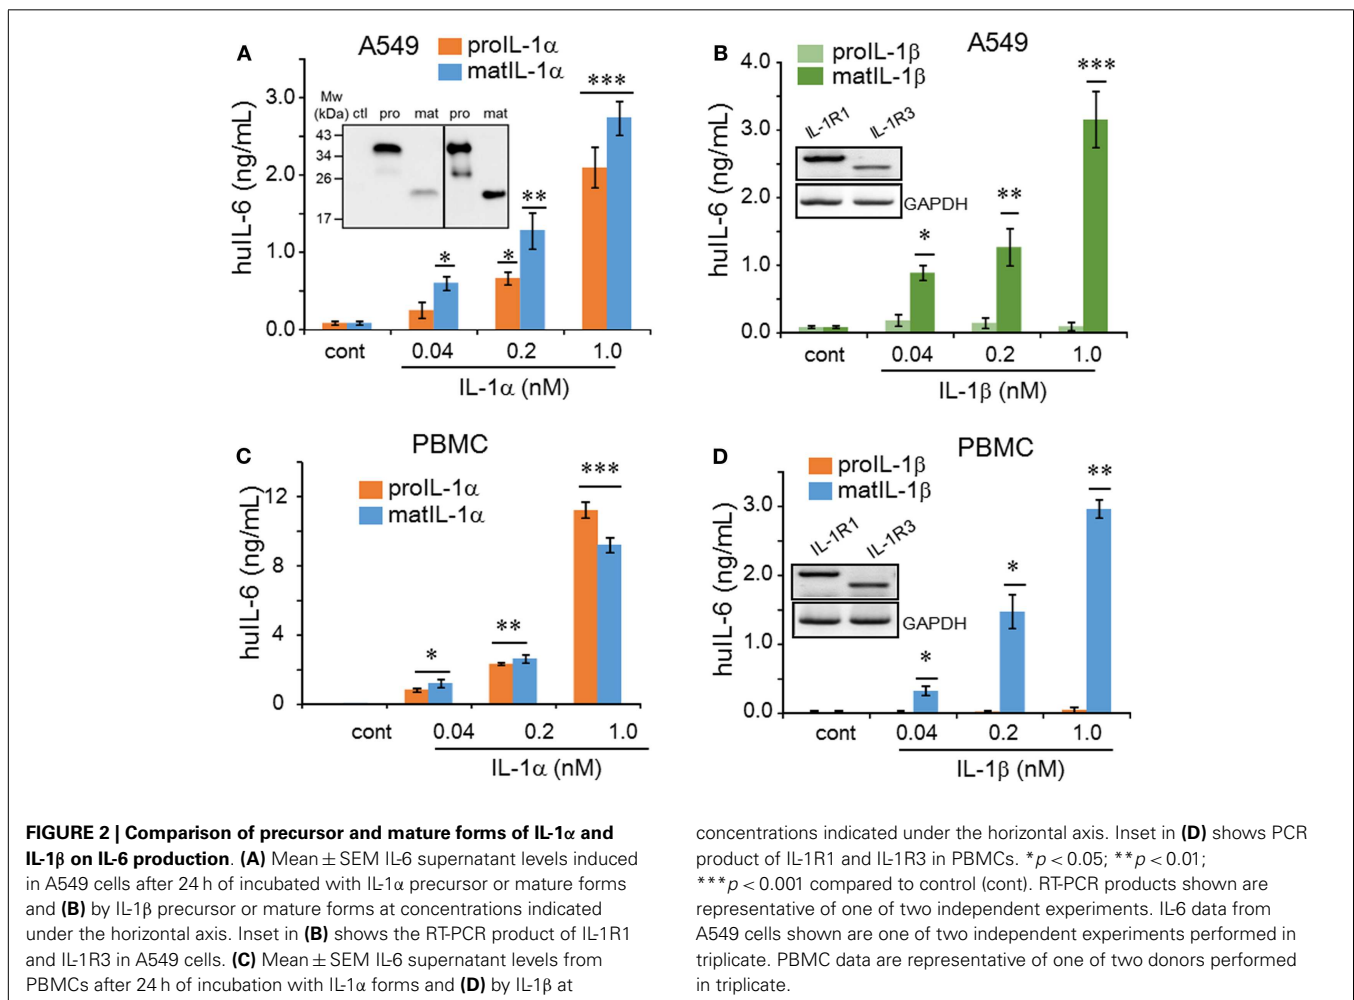 A
A549
proIL-1α
matIL-1α
huIL-6 (ng/mL)
3.0
2.0
1.0
0.0
Mw
(kDa) ctl pro mat pro mat
43
34
26
17
*
*
**
***
cont 0.04 0.2 1.0
IL-1α (nM)
B
A549
proIL-1β
matIL-1β
huIL-6 (ng/mL)
4.0
3.0
2.0
1.0
0.0
IL-1R1 IL-1R3
GAPDH
*
**
***
cont 0.04 0.2 1.0
IL-1β (nM)
C
PBMC
proIL-1α
matIL-1α
huIL-6 (ng/mL)
12
8
4
0
*
**
***
cont 0.04 0.2 1.0
IL-1α (nM)
D
PBMC
proIL-1β
matIL-1β
huIL-6 (ng/mL)
3.0
2.0
1.0
0.0
IL-1R1 IL-1R3
GAPDH
*
*
**
cont 0.04 0.2 1.0
IL-1β (nM)
FIGURE 2 | Comparison of precursor and mature forms of IL-1α and
IL-1β on IL-6 production. (A) Mean ± SEM IL-6 supernatant levels induced
in A549 cells after 24 h of incubated with IL-1α precursor or mature forms
and (B) by IL-1β precursor or mature forms at concentrations indicated
under the horizontal axis. Inset in (B) shows the RT-PCR product of IL-1R1
and IL-1R3 in A549 cells. (C) Mean ± SEM IL-6 supernatant levels from
PBMCs after 24 h of incubation with IL-1α forms and (D) by IL-1β at
concentrations indicated under the horizontal axis. Inset in (D) shows PCR
product of IL-1R1 and IL-1R3 in PBMCs. *p < 0.05; **p < 0.01;
***p < 0.001 compared to control (cont). RT-PCR products shown are
representative of one of two independent experiments. IL-6 data from
A549 cells shown are one of two independent experiments performed in
triplicate. PBMC data are representative of one of two donors performed
in triplicate.